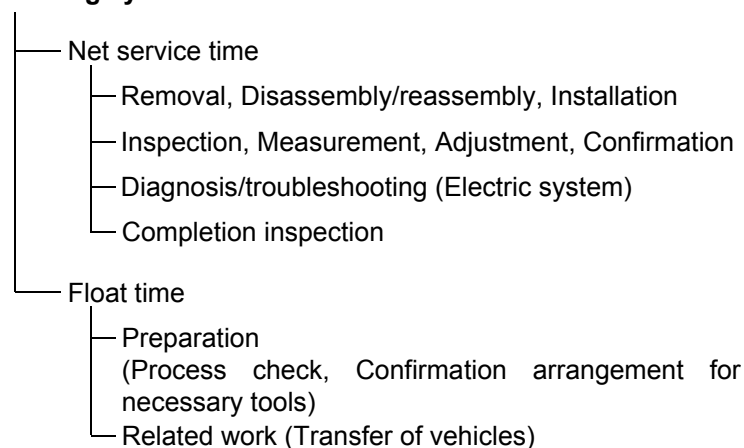 Net service time
Removal, Disassembly/reassembly, Installation
Inspection, Measurement, Adjustment, Confirmation
Diagnosis/troubleshooting (Electric system)
Completion inspection
Float time
Preparation
(Process check, Confirmation arrangement for
necessary tools)
Related work (Transfer of vehicles)